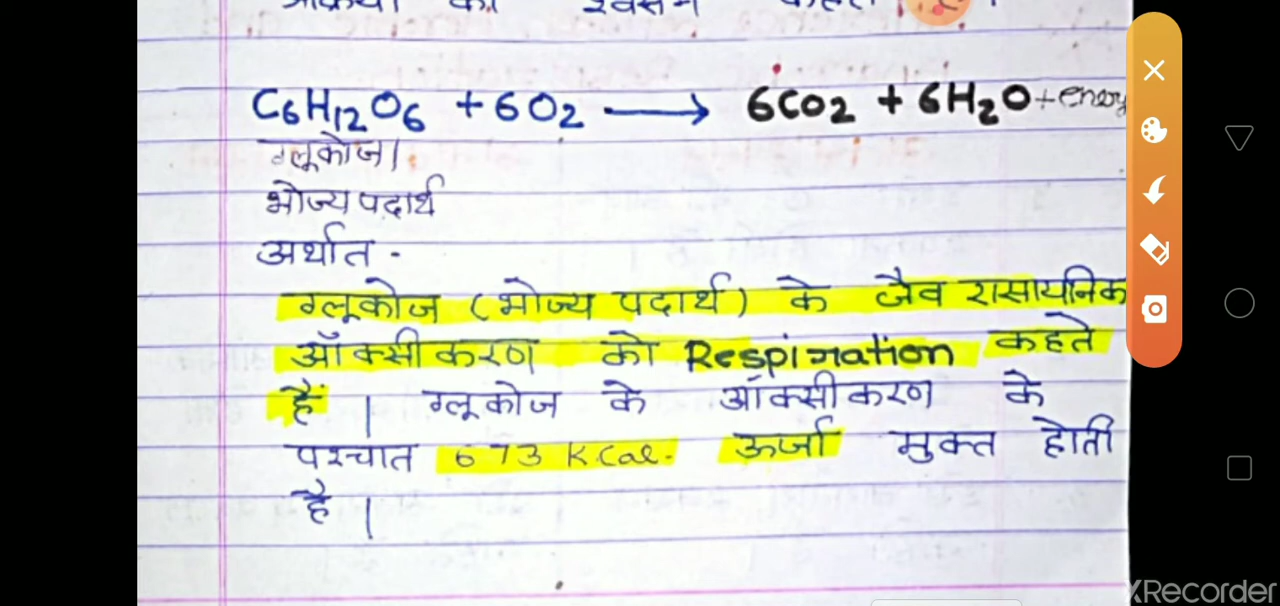 C6H12O6 + 6O2 → 6CO2 + 6H2O + energy
ग्लूकोज।
भोज्य पदार्थ
अर्थात -
ग्लूकोज (भोज्य पदार्थ) के जैव रासायनिक
ऑक्सीकरण को Respiration कहते
हैं । ग्लूकोज के ऑक्सीकरण के
पश्चात 673 K.Cal. ऊर्जा मुक्त होती
है ।
XRecorder